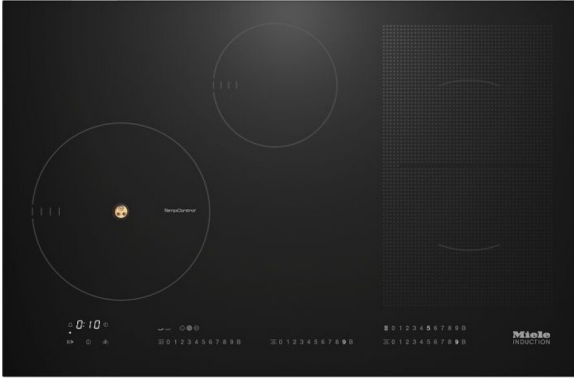 TempControl
0:10
8 0 1 2 3 4 5 6 7 8 9 B
0 1 2 3 4 5 6 7 8 9 B
0 1 2 3 4 5 6 7 8 9 B
0 1 2 3 4 5 6 7 8 9 B
Miele
INDUCTION